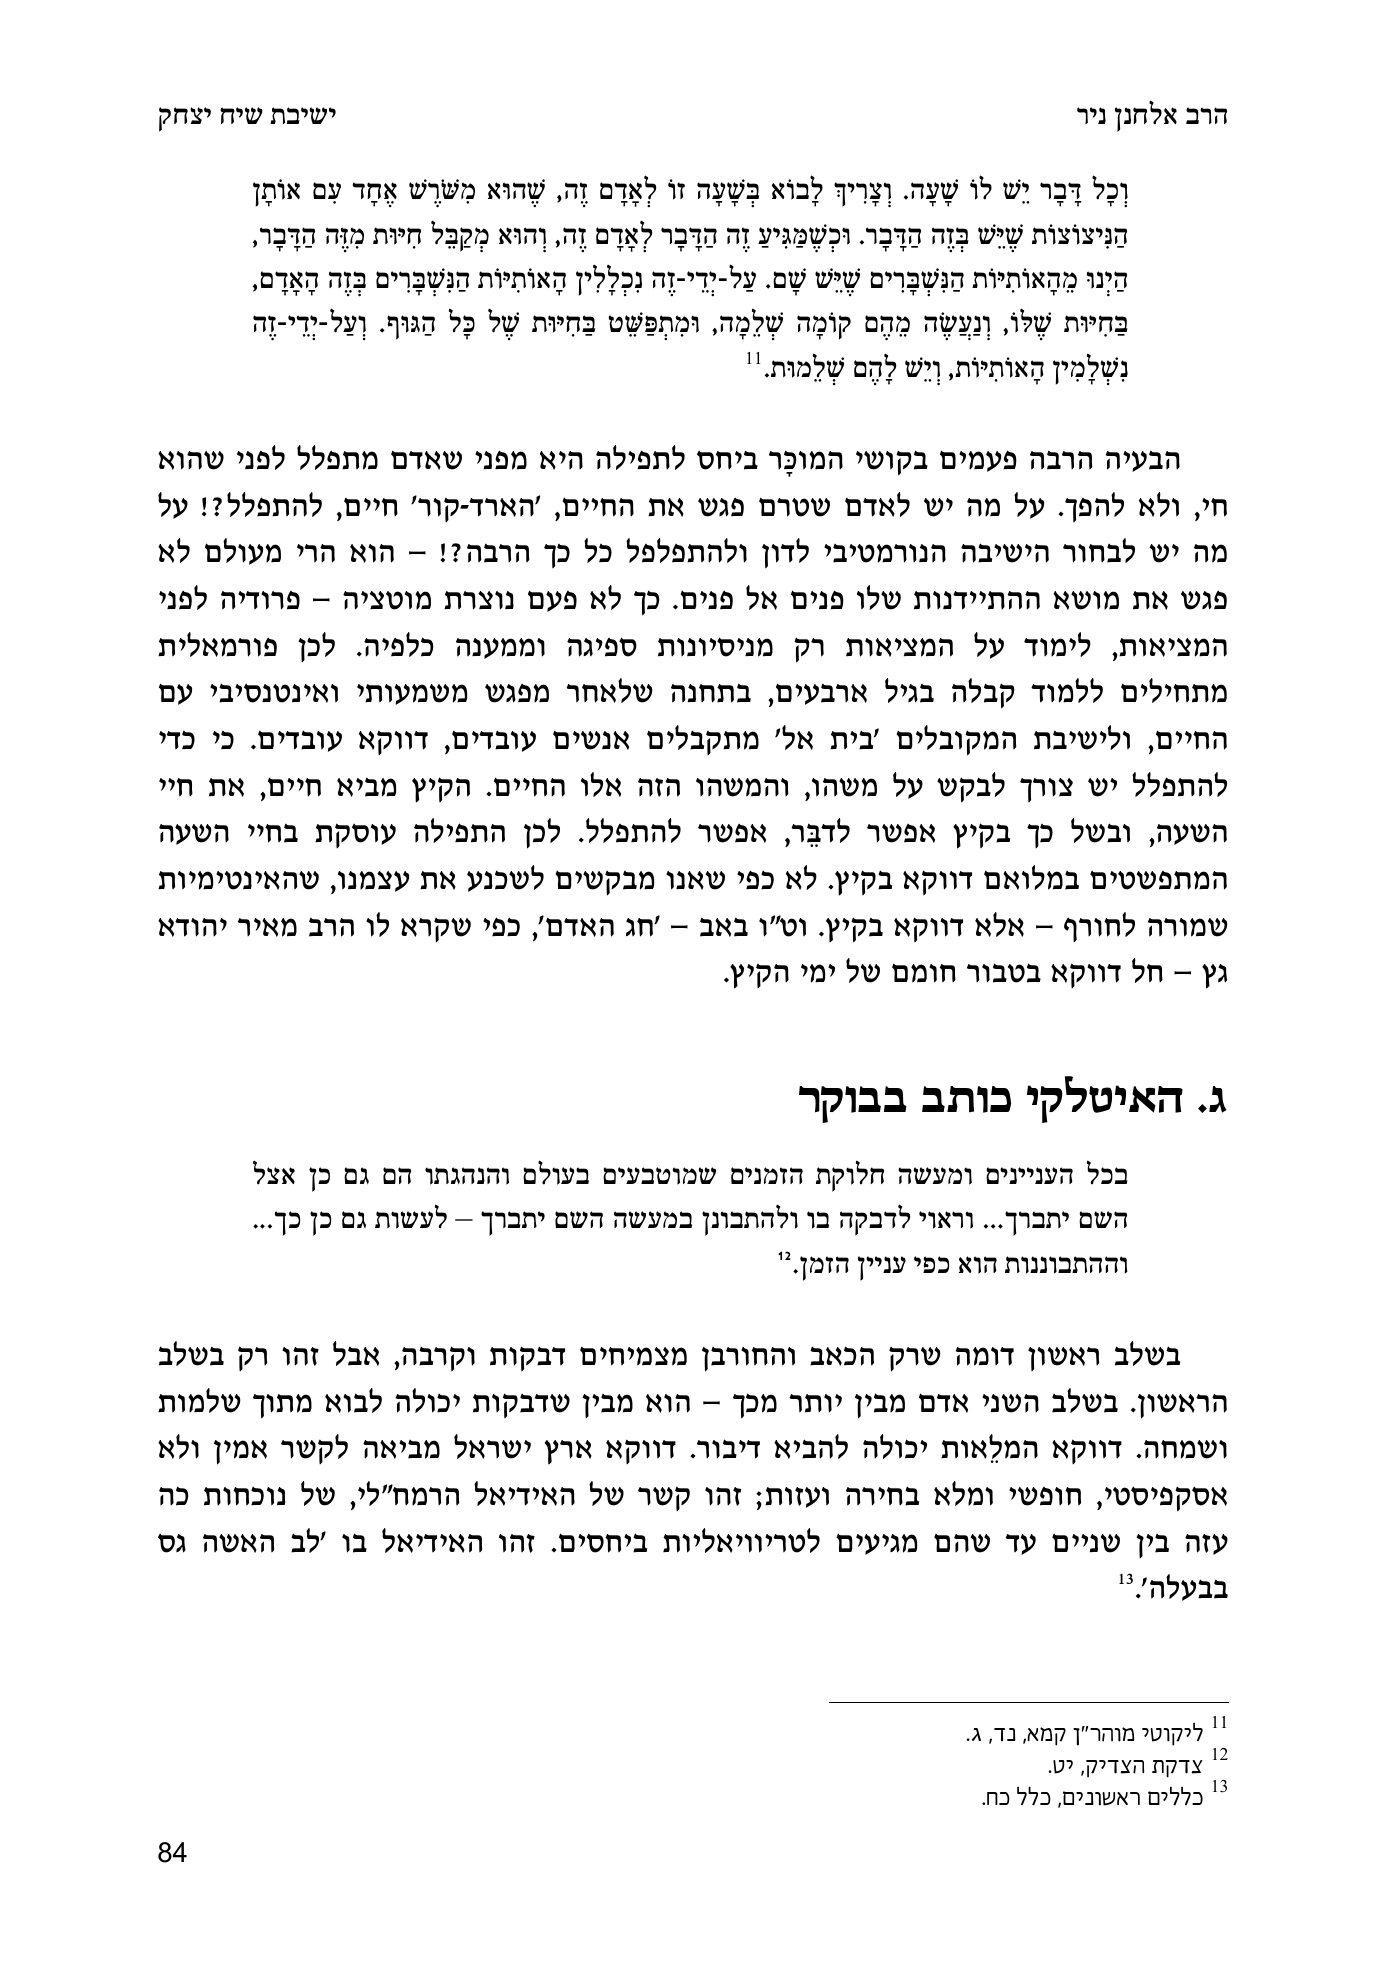 הרב אלחנן ניר
ישיבת שיח יצחק
וְכָל דָּבָר יֵשׁ לוֹ שָׁעָה. וְצָרִיךְ לָבוֹא בְּשָׁעָה זוֹ לְאָדָם זֶה, שֶׁהוּא מִשֹּׁרֶשׁ אֶחָד עִם אוֹתָן
הַנִּיצוֹצוֹת שֶׁיֵּשׁ בְּזֶה הַדָּבָר. וּכְשֶׁמַּגִּיעַ זֶה הַדָּבָר לְאָדָם זֶה, וְהוּא מְקַבֵּל חִיּוּת מִזֶּה הַדָּבָר,
הַיְנוּ מֵהָאוֹתִיּוֹת הַנִּשְׁבָּרִים שֶׁיֵּשׁ שָׁם. עַל-יְדֵי-זֶה נִכְלָלִין הָאוֹתִיּוֹת הַנִּשְׁבָּרִים בְּזֶה הָאָדָם,
בַּחִיּוּת שֶׁלּוֹ, וְנַעֲשֶׂה מֵהֶם קוֹמָה שְׁלֵמָה, וּמִתְפַּשֵּׁט בַּחִיּוּת שֶׁל כָּל הַגּוּף. וְעַל-יְדֵי-זֶה
נִשְׁלָמִין הָאוֹתִיּוֹת, וְיֵשׁ לָהֶם שְׁלֵמוּת.11
הבעיה הרבה פעמים בקושי המוכָּר ביחס לתפילה היא מפני שאדם מתפלל לפני שהוא
חי, ולא להפך. על מה יש לאדם שטרם פגש את החיים, 'הארד-קור' חיים, להתפלל?! על
מה יש לבחור הישיבה הנורמטיבי לדון ולהתפלפל כל כך הרבה?! – הוא הרי מעולם לא
פגש את מושא ההתיידנות שלו פנים אל פנים. כך לא פעם נוצרת מוטציה – פרודיה לפני
המציאות, לימוד על המציאות רק מניסיונות ספיגה וממענה כלפיה. לכן פורמאלית
מתחילים ללמוד קבלה בגיל ארבעים, בתחנה שלאחר מפגש משמעותי ואינטנסיבי עם
החיים, ולישיבת המקובלים 'בית אל' מתקבלים אנשים עובדים, דווקא עובדים. כי כדי
להתפלל יש צורך לבקש על משהו, והמשהו הזה אלו החיים. הקיץ מביא חיים, את חיי
השעה, ובשל כך בקיץ אפשר לדבֵּר, אפשר להתפלל. לכן התפילה עוסקת בחיי השעה
המתפשטים במלואם דווקא בקיץ. לא כפי שאנו מבקשים לשכנע את עצמנו, שהאינטימיות
שמורה לחורף – אלא דווקא בקיץ. וט"ו באב – 'חג האדם', כפי שקרא לו הרב מאיר יהודא
גץ – חל דווקא בטבור חומם של ימי הקיץ.
ג. האיטלקי כותב בבוקר
בכל העניינים ומעשה חלוקת הזמנים שמוטבעים בעולם והנהגתו הם גם כן אצל
השם יתברך... וראוי לדבקה בו ולהתבונן במעשה השם יתברך – לעשות גם כן כך...
וההתבוננות הוא כפי עניין הזמן.12
בשלב ראשון דומה שרק הכאב והחורבן מצמיחים דבקות וקרבה, אבל זהו רק בשלב
הראשון. בשלב השני אדם מבין יותר מכך – הוא מבין שדבקות יכולה לבוא מתוך שלמות
ושמחה. דווקא המלֵאות יכולה להביא דיבור. דווקא ארץ ישראל מביאה לקשר אמין ולא
אסקפיסטי, חופשי ומלא בחירה ועזות; זהו קשר של האידיאל הרמח"לי, של נוכחות כה
עזה בין שניים עד שהם מגיעים לטריוויאליות ביחסים. זהו האידיאל בו 'לב האשה גס
בבעלה'.13
11 ליקוטי מוהר"ן קמא, נד, ג.
12 צדקת הצדיק, יט.
13 כללים ראשונים, כלל כח.
84